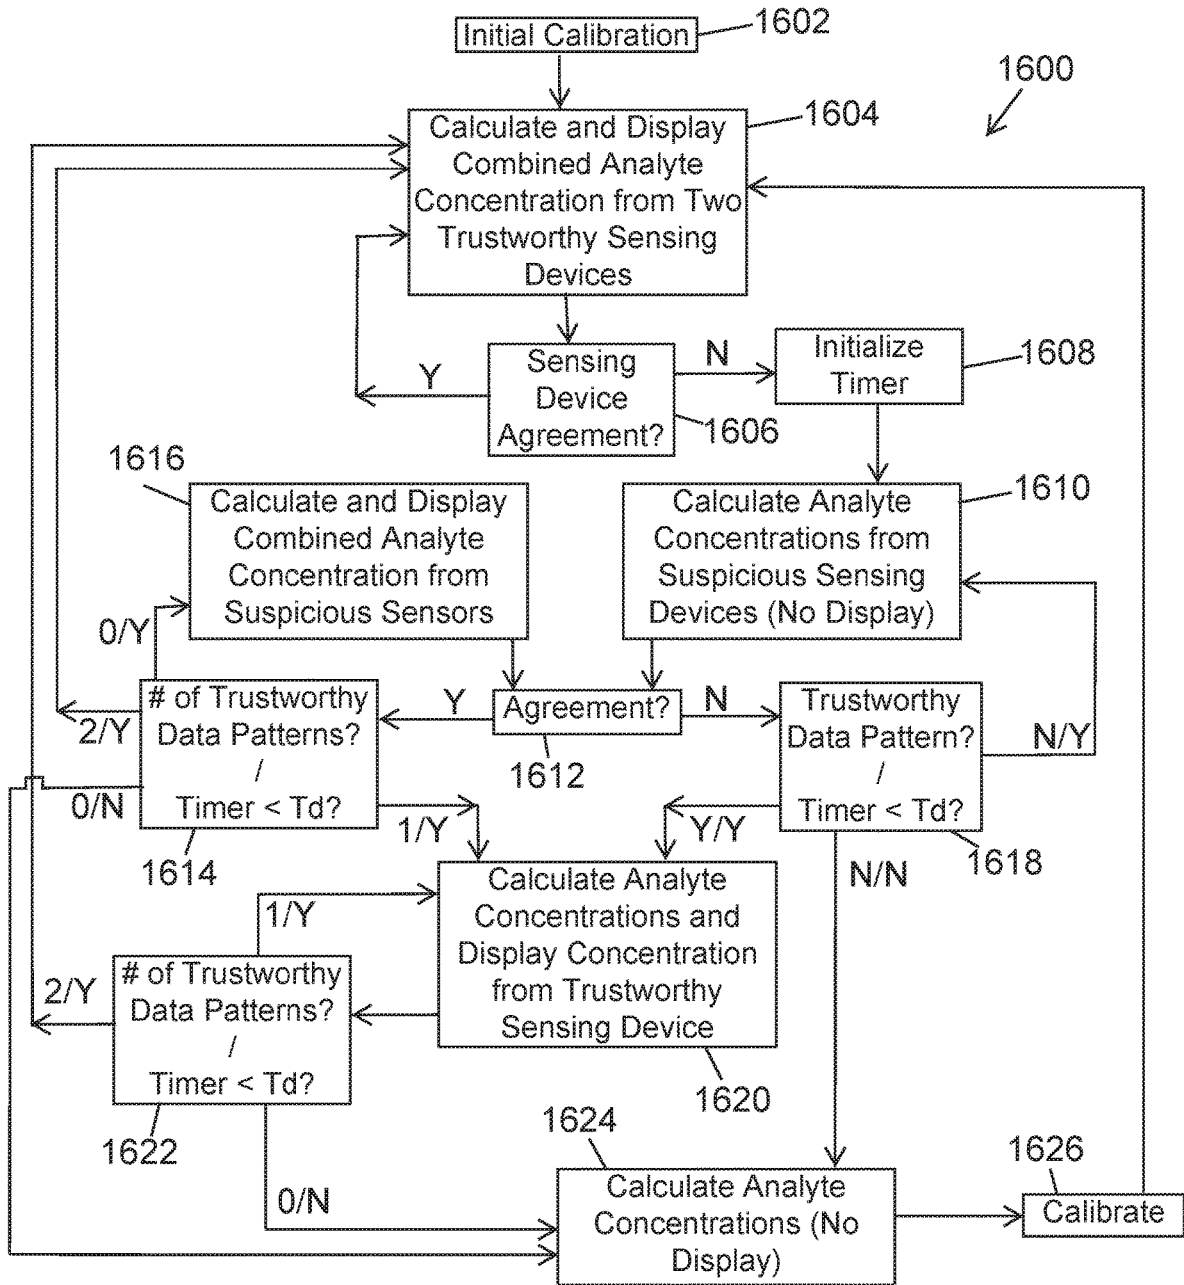 Initial Calibration
1602
1600
Calculate and Display
Combined Analyte
Concentration from Two
Trustworthy Sensing
Devices
1604
Sensing
Device
Agreement?
1606
Y
N
Initialize
Timer
1608
1616
Calculate and Display
Combined Analyte
Concentration from
Suspicious Sensors
Calculate Analyte
Concentrations from
Suspicious Sensing
Devices (No Display)
1610
0/Y
# of Trustworthy
Data Patterns?
/
Timer < Td?
2/Y
0/N
1614
1/Y
Y
Agreement?
N
1612
Trustworthy
Data Pattern?
/
Timer < Td?
N/Y
Y/Y
1618
N/N
Calculate Analyte
Concentrations and
Display Concentration
from Trustworthy
Sensing Device
1620
1/Y
# of Trustworthy
Data Patterns?
/
Timer < Td?
2/Y
1622
0/N
1624
Calculate Analyte
Concentrations (No
Display)
1626
Calibrate